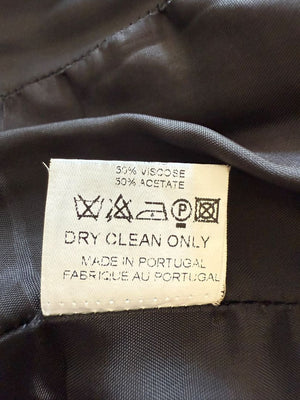 50% VISCOSE
50% ACETATE
P
DRY CLEAN ONLY
MADE IN PORTUGAL
FABRIQUE AU PORTUGAL